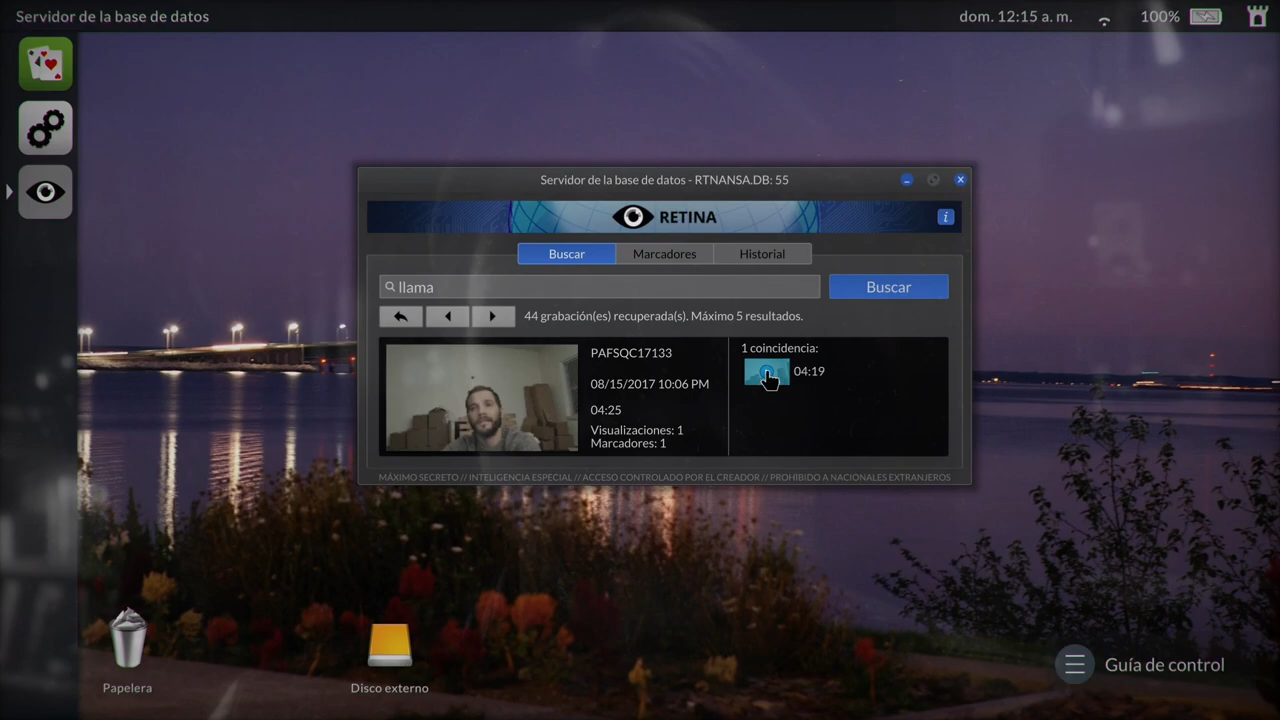 Servidor de la base de datos
dom. 12:15 a. m.
100%
Servidor de la base de datos - RTNANSA.DB: 55
RETINA
i
Buscar
Marcadores
Historial
llama
Buscar
44 grabación(es) recuperada(s). Máximo 5 resultados.
PAFSQC17133
08/15/2017 10:06 PM
04:25
Visualizaciones: 1
Marcadores: 1
1 coincidencia:
04:19
MÁXIMO SECRETO // INTELIGENCIA ESPECIAL // ACCESO CONTROLADO POR EL CREADOR // PROHIBIDO A NACIONALES EXTRANJEROS
Papelera
Disco externo
Guía de control